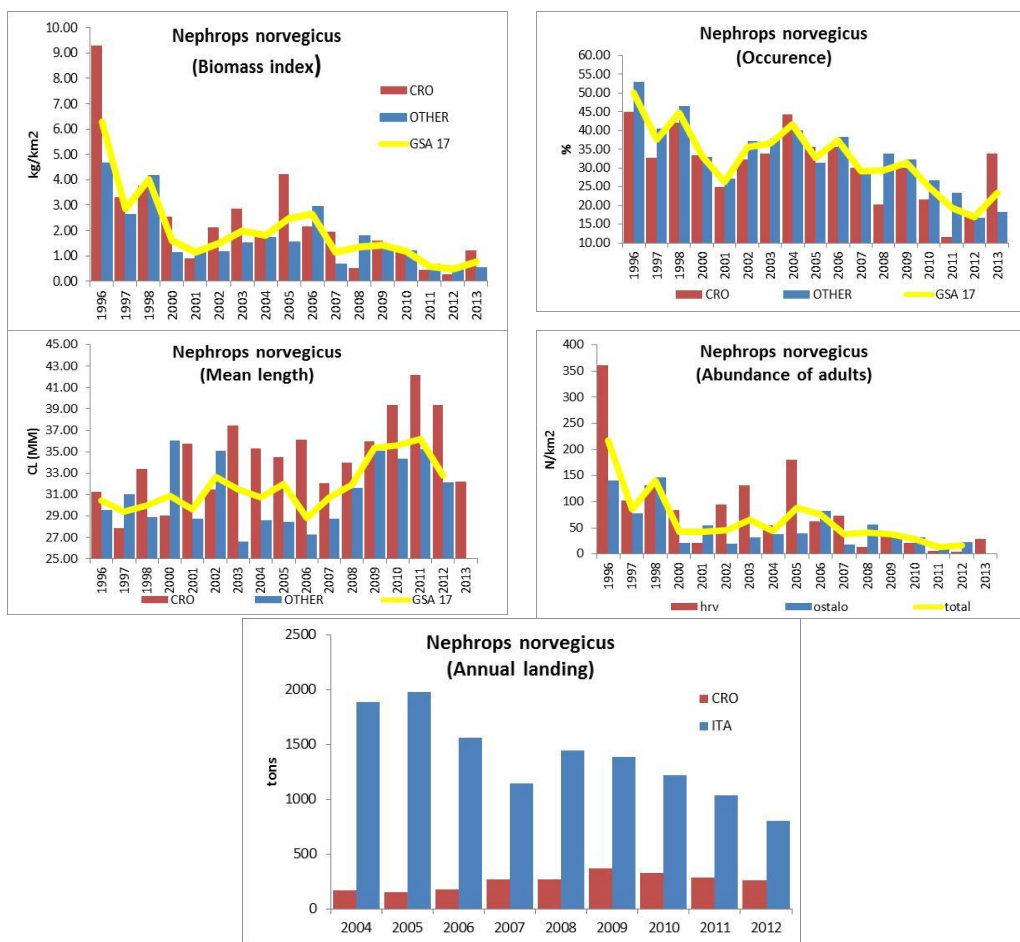 Nephrops norvegicus
(Biomass index)
kg/km2
10.00
9.00
8.00
7.00
6.00
5.00
4.00
3.00
2.00
1.00
0.00
CRO
OTHER
GSA 17
1996 1997 1998 2000 2001 2002 2003 2004 2005 2006 2007 2008 2009 2010 2011 2012 2013
Nephrops norvegicus
(Occurence)
%
60.00
55.00
50.00
45.00
40.00
35.00
30.00
25.00
20.00
15.00
10.00
1996 1997 1998 2000 2001 2002 2003 2004 2005 2006 2007 2008 2009 2010 2011 2012 2013
CRO OTHER GSA 17
Nephrops norvegicus
(Mean length)
CL (MM)
45.00
43.00
41.00
39.00
37.00
35.00
33.00
31.00
29.00
27.00
25.00
1996 1997 1998 2000 2001 2002 2003 2004 2005 2006 2007 2008 2009 2010 2011 2012 2013
CRO OTHER GSA 17
Nephrops norvegicus
(Abundance of adults)
N/km2
400
350
300
250
200
150
100
50
0
1996 1997 1998 2000 2001 2002 2003 2004 2005 2006 2007 2008 2009 2010 2011 2012 2013
hrv ostalo total
Nephrops norvegicus
(Annual landing)
tons
2500
2000
1500
1000
500
0
CRO
ITA
2004 2005 2006 2007 2008 2009 2010 2011 2012